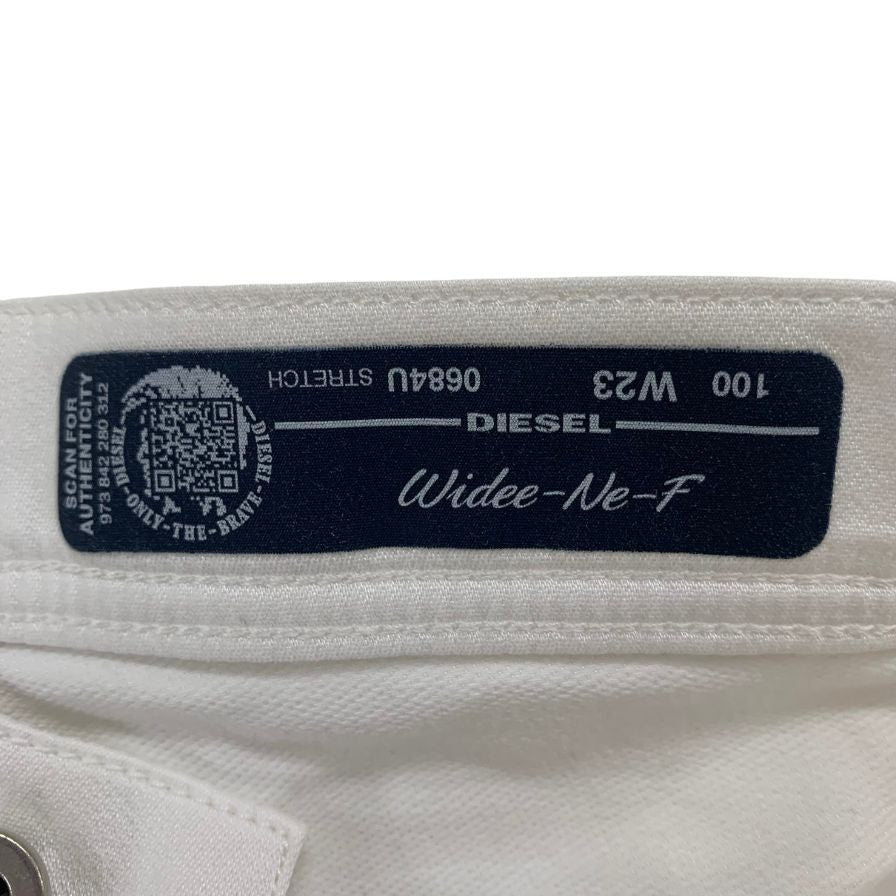 SCAN FOR
AUTHENTICITY
973 842 280 312
DIESEL-ONLY-THE-BRAVE-DIESEL
100 W23 0684U STRETCH
DIESEL
Widee-Ne-F